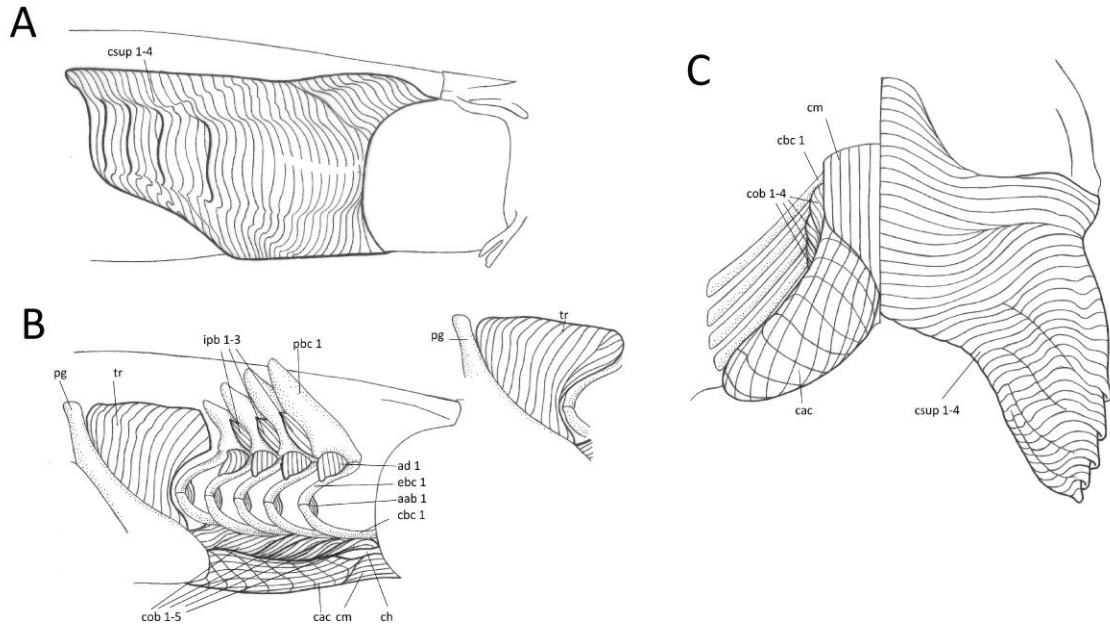 A
csup 1-4
B
pg
tr
ipb 1-3
pbc 1
ad 1
ebc 1
aab 1
cbc 1
cob 1-5
cac
cm
ch
pg
tr
C
cm
cbc 1
cob 1-4
cac
csup 1-4